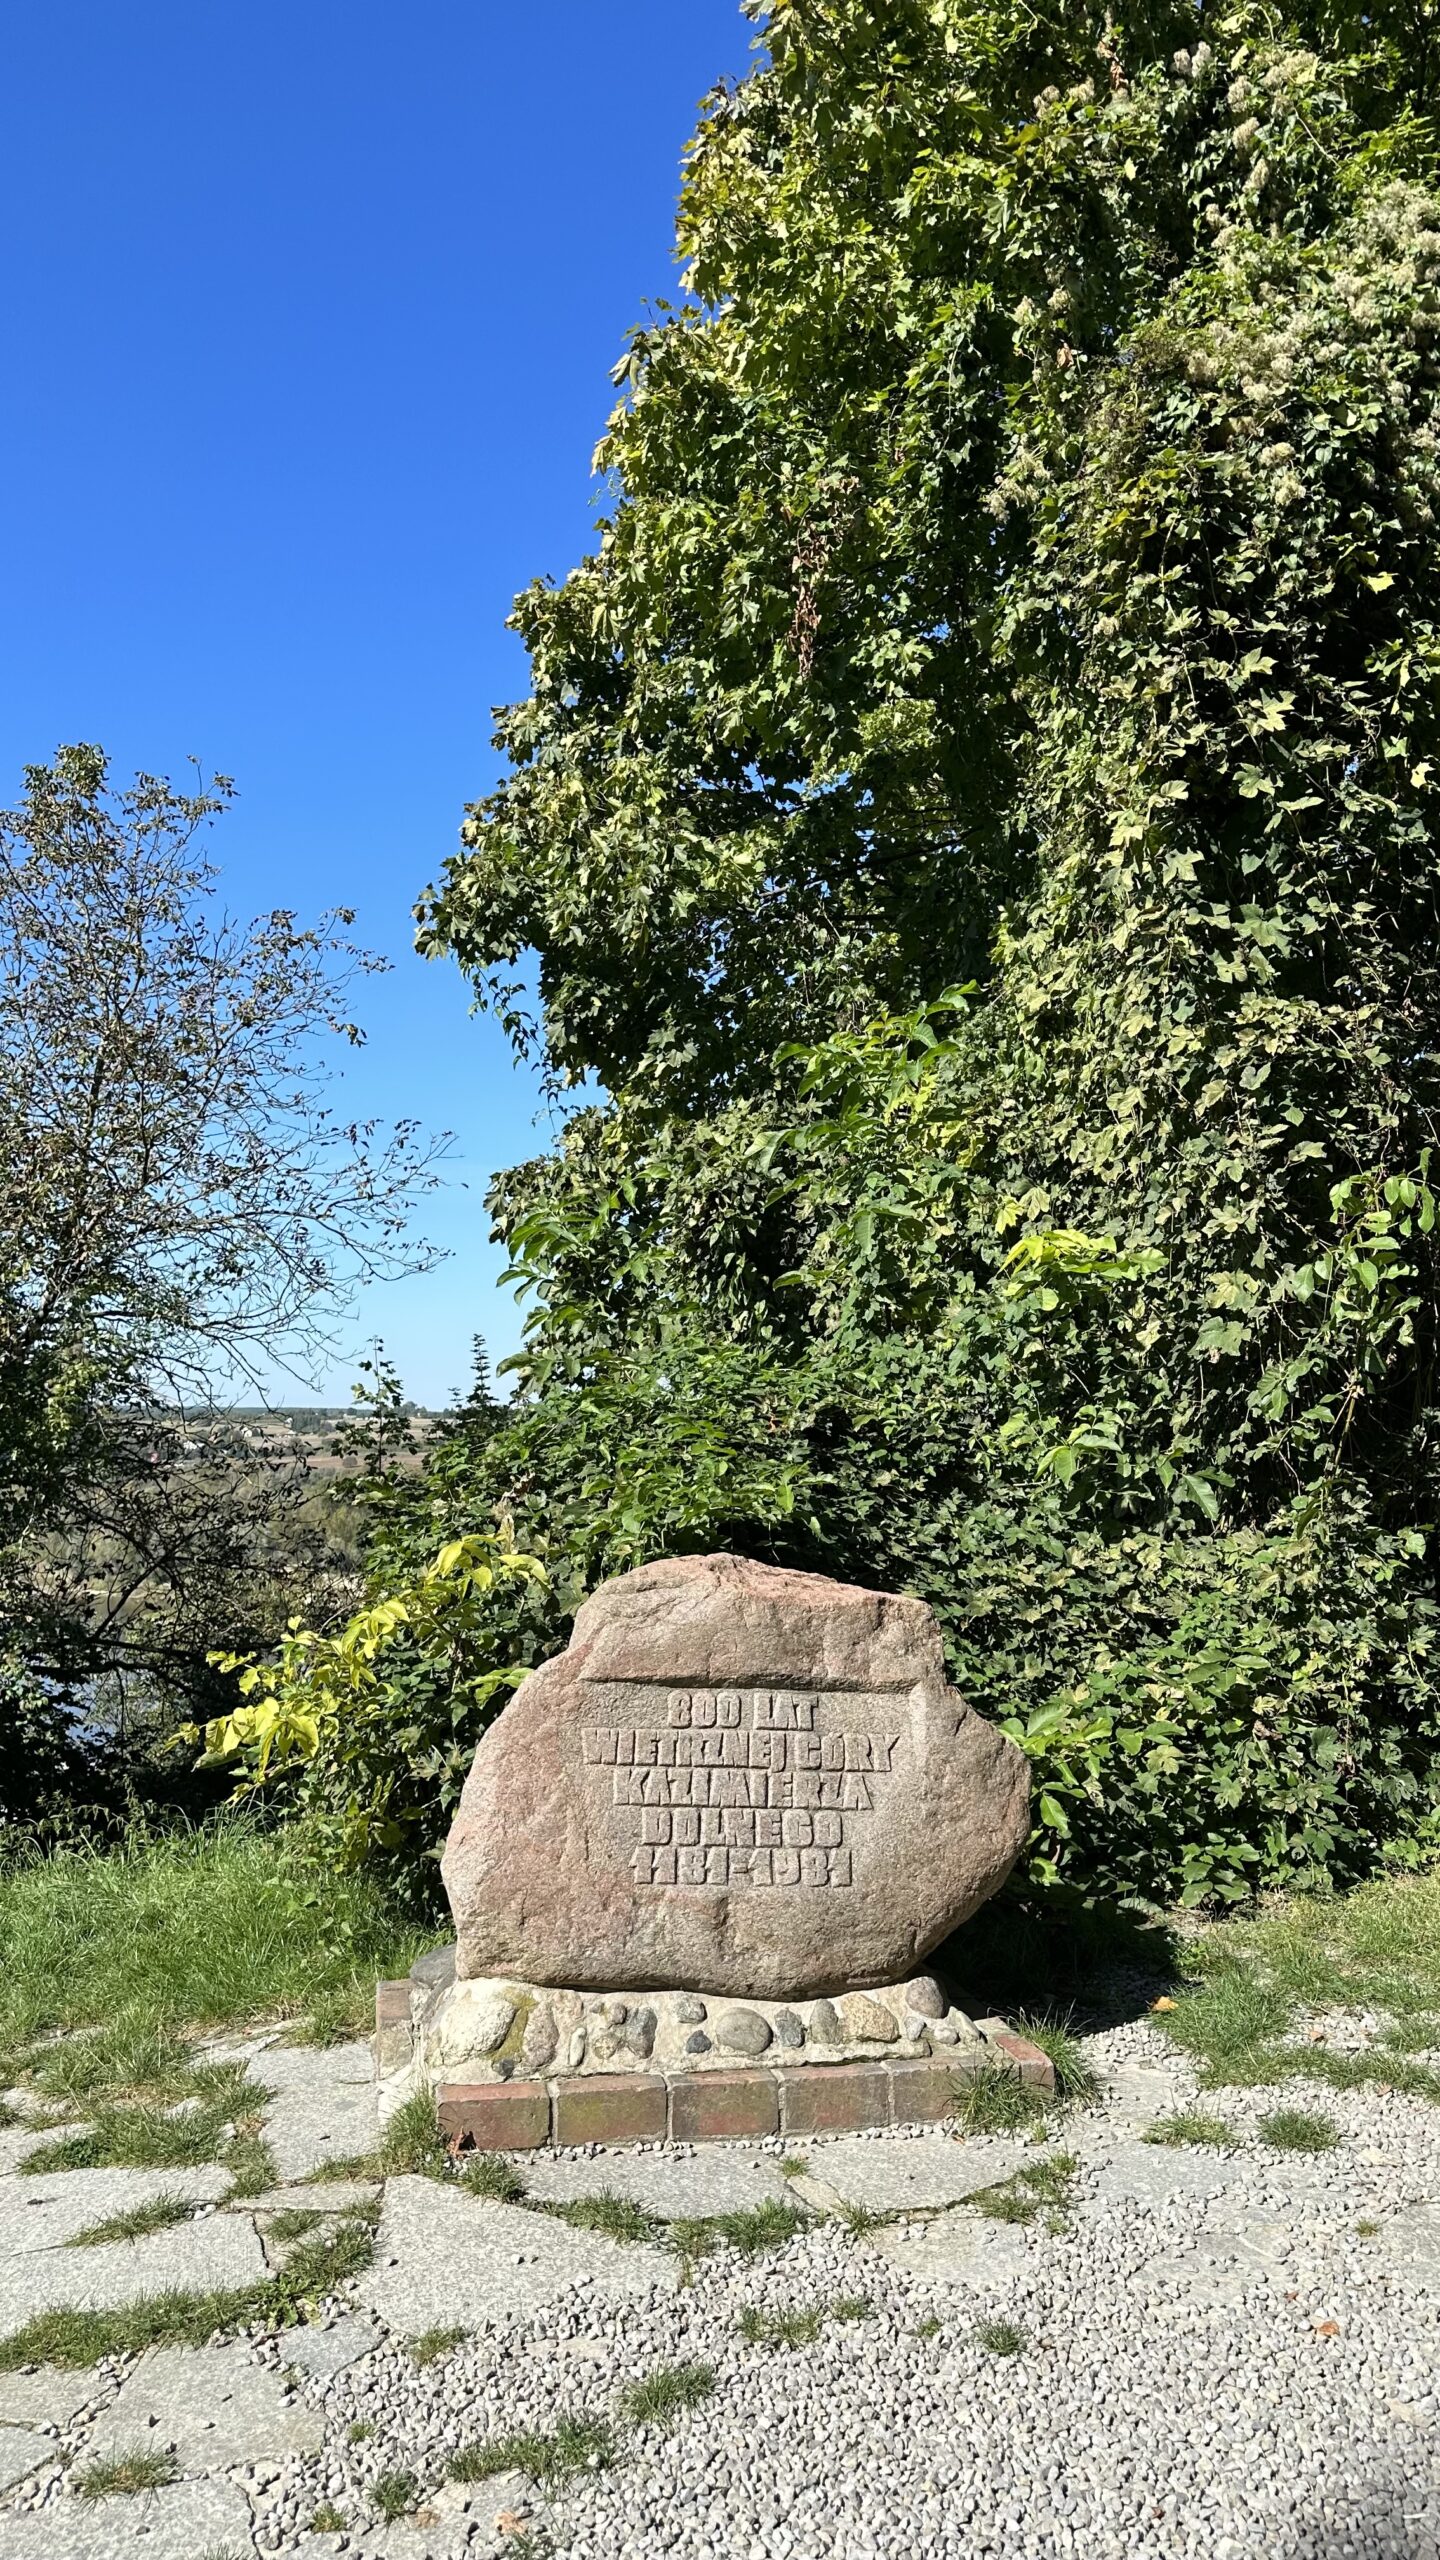 800 LAT
WIETRZNEJ GÓRY
KAZIMIERZA
DOLNEGO
1181-1981